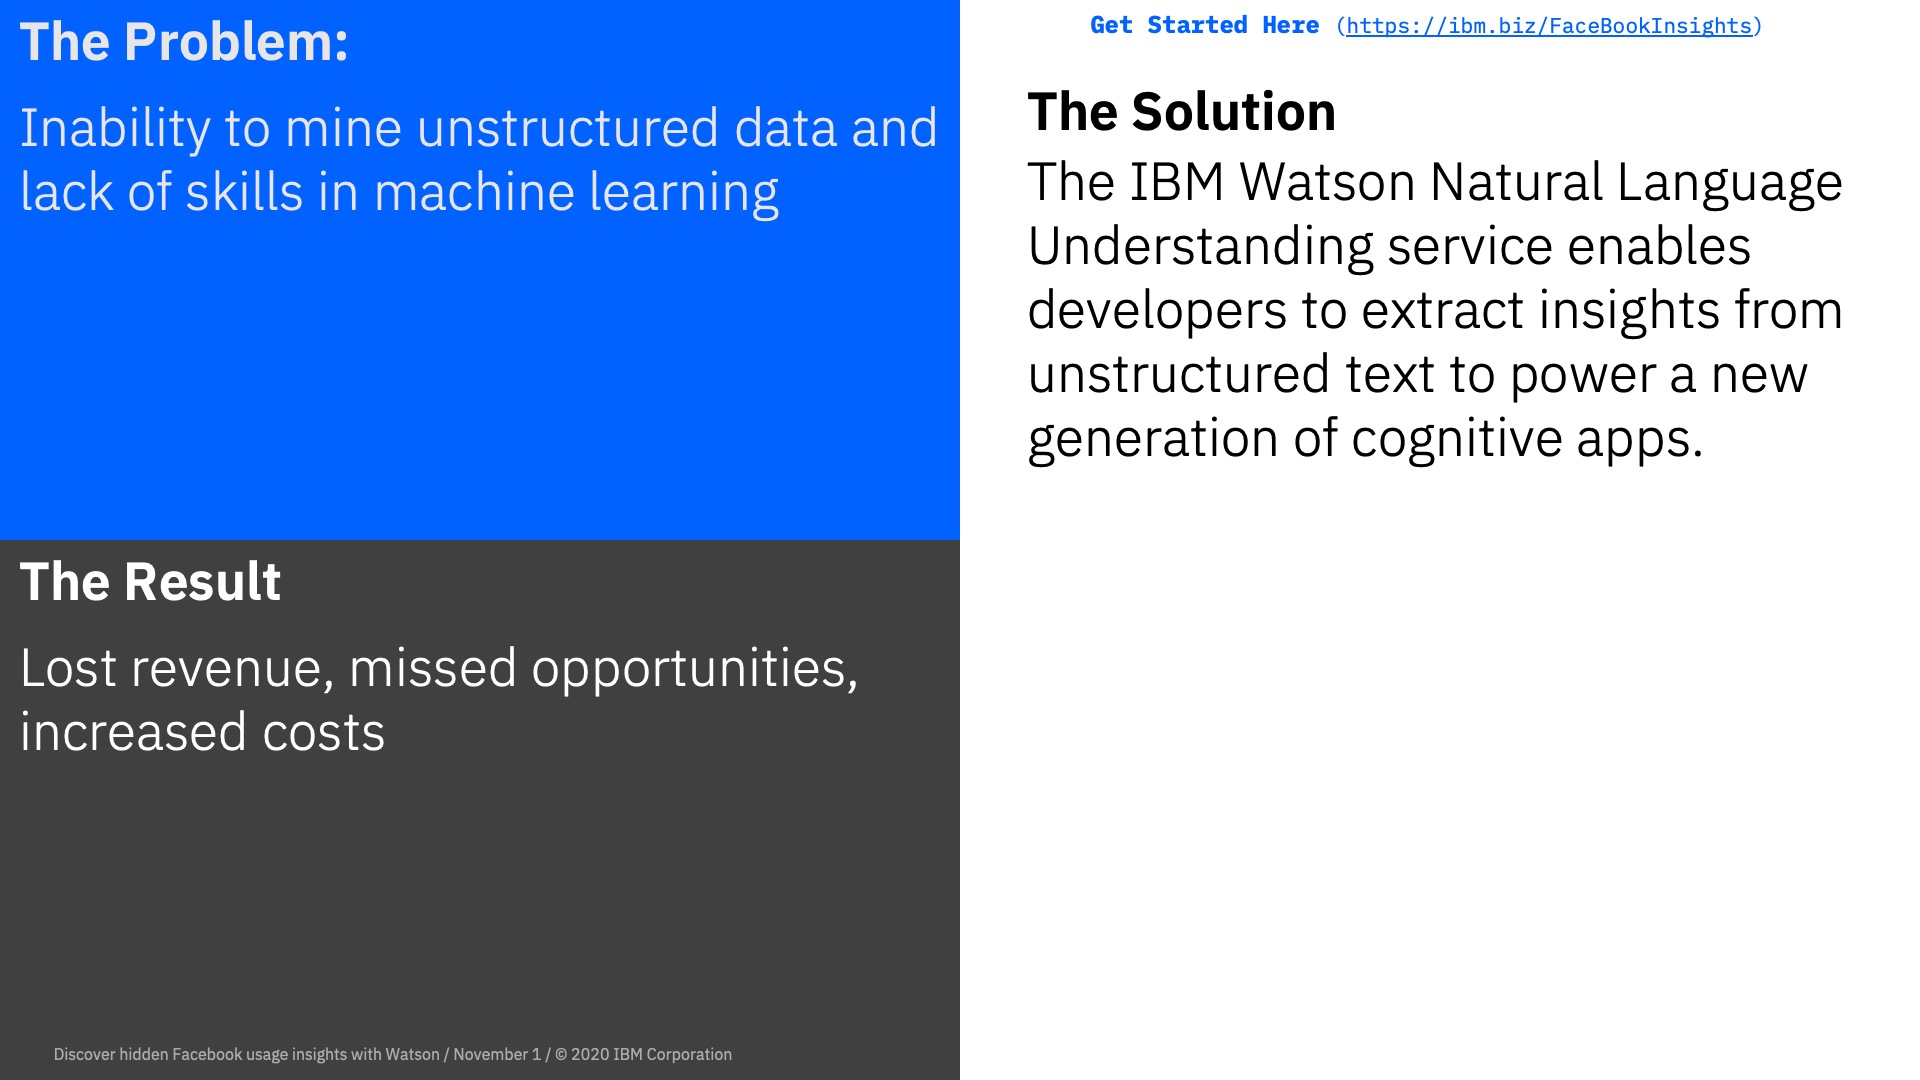 The Problem:
Inability to mine unstructured data and
lack of skills in machine learning
The Result
Lost revenue, missed opportunities,
increased costs
Discover hidden Facebook usage insights with Watson / November 1 / © 2020 IBM Corporation
Get Started Here (https://ibm.biz/FaceBookInsights)
The Solution
The IBM Watson Natural Language
Understanding service enables
developers to extract insights from
unstructured text to power a new
generation of cognitive apps.